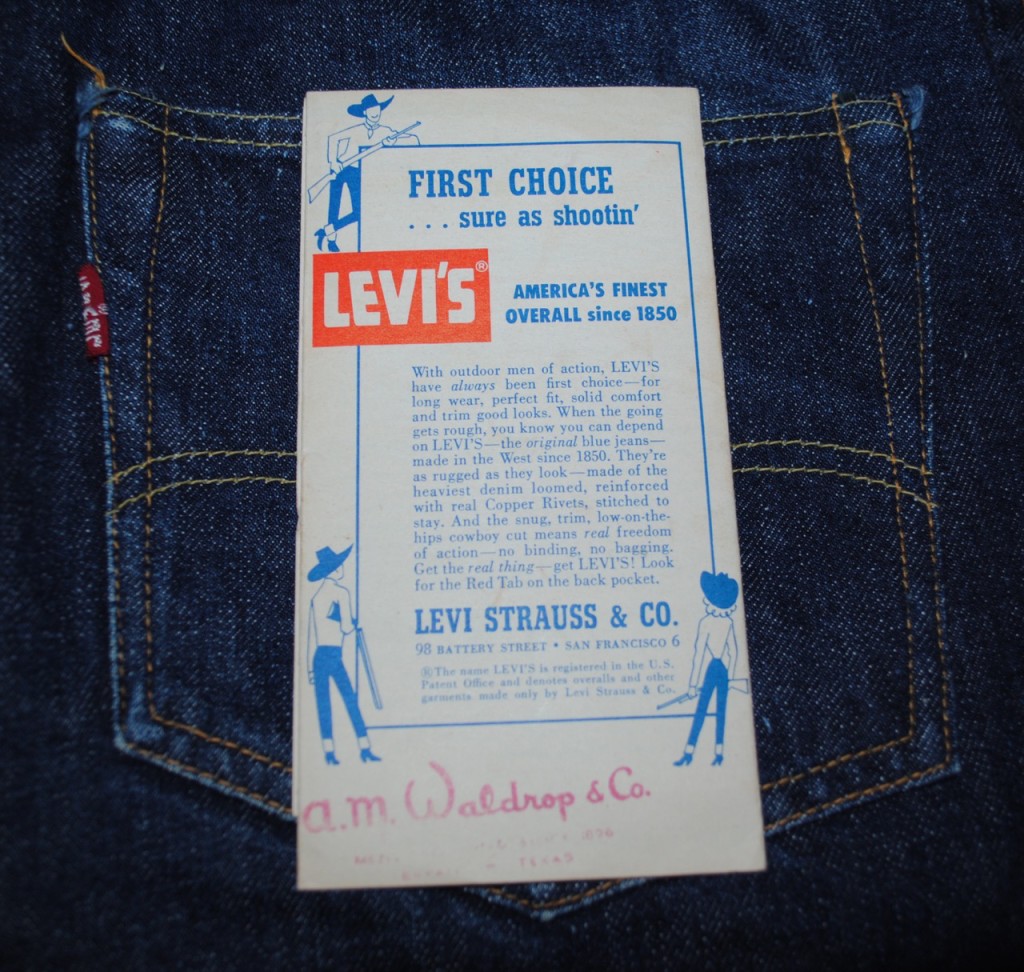 FIRST CHOICE
. . . sure as shootin'
LEVI'S®
AMERICA'S FINEST
OVERALL since 1850
With outdoor men of action, LEVI'S
have always been first choice—for
long wear, perfect fit, solid comfort
and trim good looks. When the going
gets rough, you know you can depend
on LEVI'S—the original blue jeans—
made in the West since 1850. They're
as rugged as they look—made of the
heaviest denim loomed, reinforced
with real Copper Rivets, stitched to
stay. And the snug, trim, low-on-the-
hips cowboy cut means real freedom
of action—no binding, no bagging.
Get the real thing—get LEVI'S! Look
for the Red Tab on the back pocket.
LEVI STRAUSS & CO.
98 BATTERY STREET • SAN FRANCISCO 6
®The name LEVI'S is registered in the U.S.
Patent Office and denotes overalls and other
garments made only by Levi Strauss & Co.
a.m. Waldrop & Co.
TEXAS
LEVI'S®